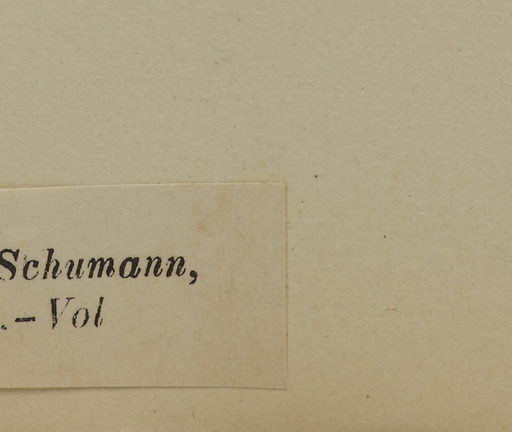 Schumann,
.– Vol